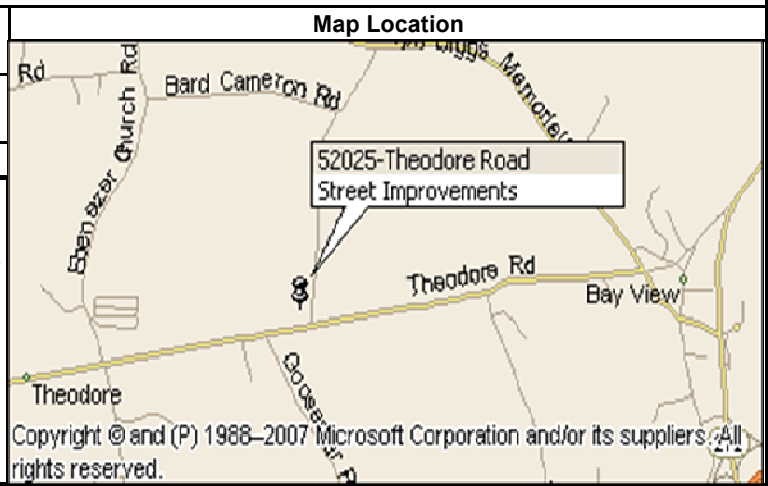 Map Location
Rd
Bard Cameron Rd
Ebenezer Church Rd
Memorial
52025-Theodore Road
Street Improvements
Theodore Rd
Bay View
Theodore
Copyright © and (P) 1988–2007 Microsoft Corporation and/or its suppliers. All
rights reserved.